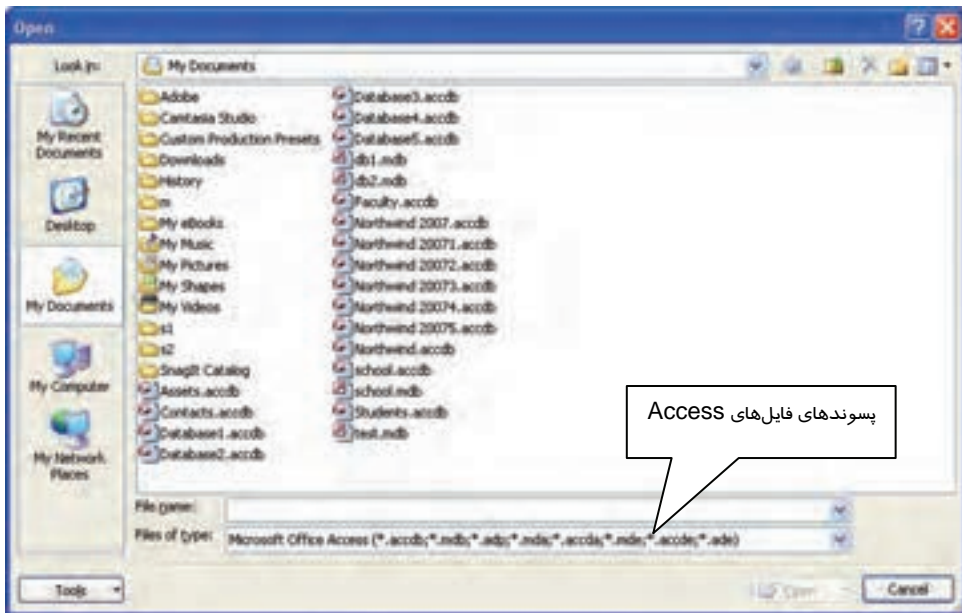 Open
Look in:
My Documents
My Recent Documents
Desktop
My Documents
My Computer
My Network Places
Adobe
Camtasia Studio
Custom Production Presets
Downloads
History
m
My eBooks
My Music
My Pictures
My Shapes
My Videos
s1
s2
SnagIt Catalog
Assets.accdb
Contacts.accdb
Database1.accdb
Database2.accdb
Database3.accdb
Database4.accdb
Database5.accdb
db1.mdb
db2.mdb
Faculty.accdb
Northwind 2007.accdb
Northwind 20071.accdb
Northwind 20072.accdb
Northwind 20073.accdb
Northwind 20074.accdb
Northwind 20075.accdb
Northwind.accdb
school.accdb
school.mdb
Students.accdb
test.mdb
پسوندهای فایل‌های Access
File name:
Files of type:
Microsoft Office Access (*.accdb;*.mdb;*.adp;*.mda;*.accda;*.mde;*.accde;*.ade)
Tools
Open
Cancel